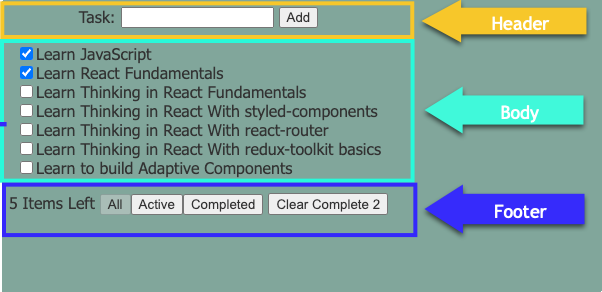 Task: Add Header
Learn JavaScript
Learn React Fundamentals
Learn Thinking in React Fundamentals
Learn Thinking in React With styled-components
Body
Learn Thinking in React With react-router
Learn Thinking in React With redux-toolkit basics
Learn to build Adaptive Components
5 Items Left All Active Completed Clear Complete 2 Footer